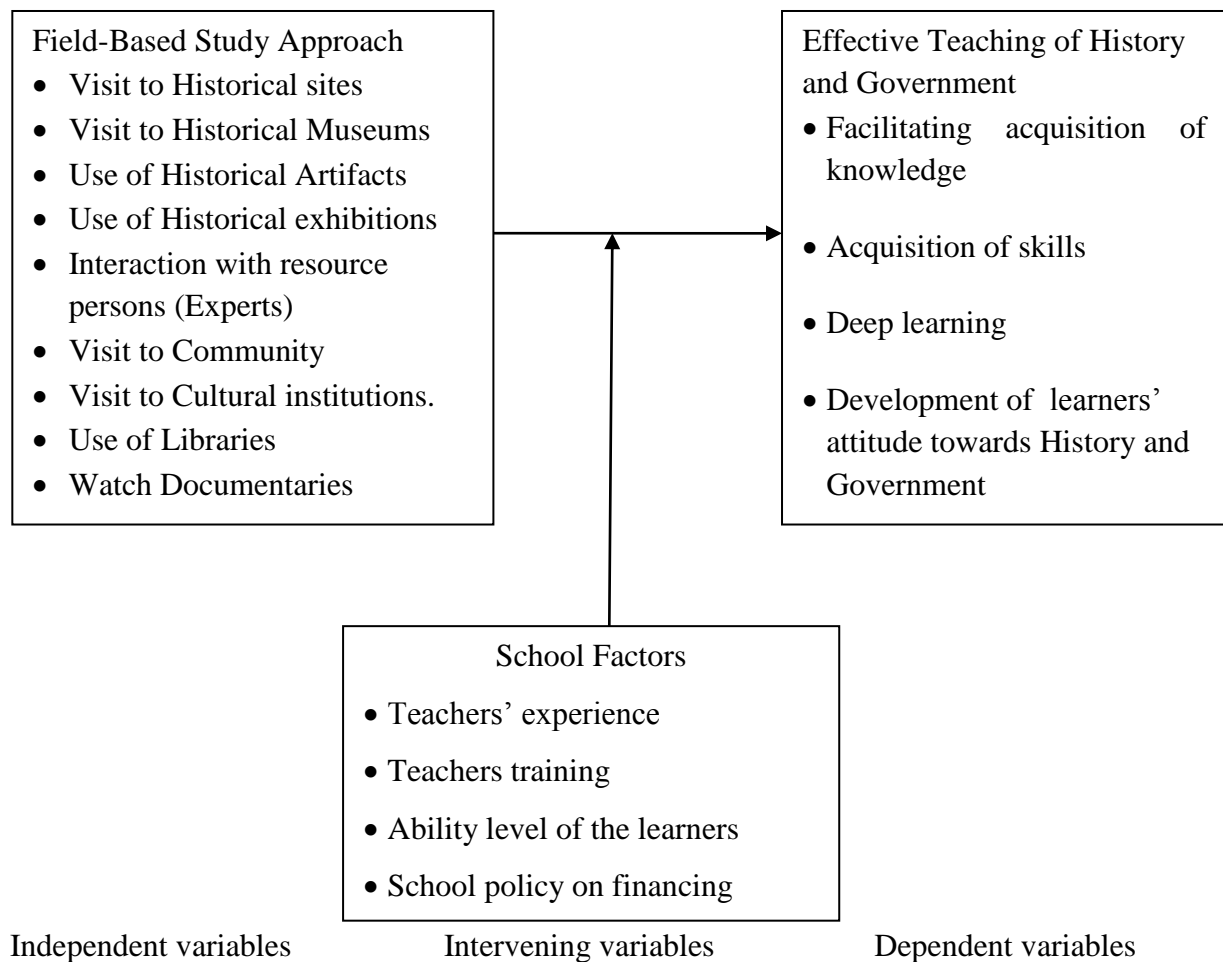 Field-Based Study Approach
• Visit to Historical sites
• Visit to Historical Museums
• Use of Historical Artifacts
• Use of Historical exhibitions
• Interaction with resource
persons (Experts)
• Visit to Community
• Visit to Cultural institutions.
• Use of Libraries
• Watch Documentaries
Effective Teaching of History
and Government
• Facilitating acquisition of
knowledge
• Acquisition of skills
• Deep learning
• Development of learners’
attitude towards History and
Government
School Factors
• Teachers’ experience
• Teachers training
• Ability level of the learners
• School policy on financing
Independent variables
Intervening variables
Dependent variables